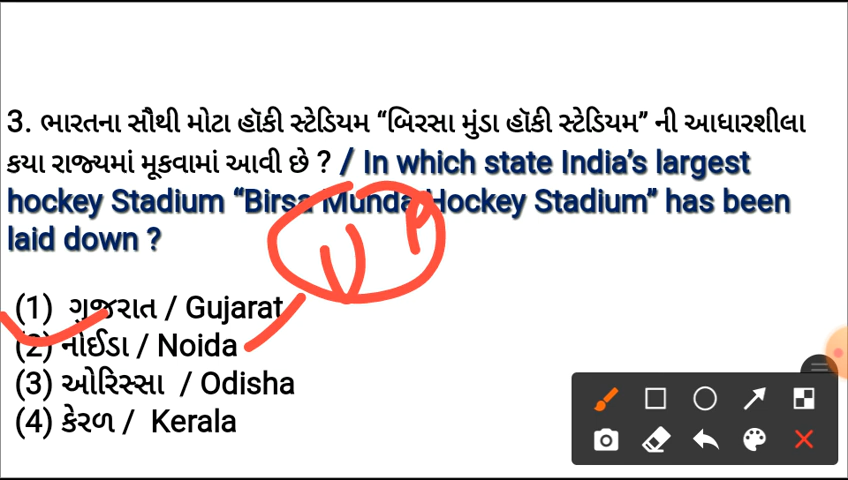 3. ભારતના સૌથી મોટા હૉકી સ્ટેડિયમ “બિરસા મુંડા હૉકી સ્ટેડિયમ” ની આધારશીલા
કયા રાજ્યમાં મૂકવામાં આવી છે ? / In which state India’s largest
hockey Stadium “Birsa Munda Hockey Stadium” has been
laid down ?
UP
(1) ગુજરાત / Gujarat
(2) નોઈડા / Noida
(3) ઓરિસ્સા / Odisha
(4) કેરળ / Kerala